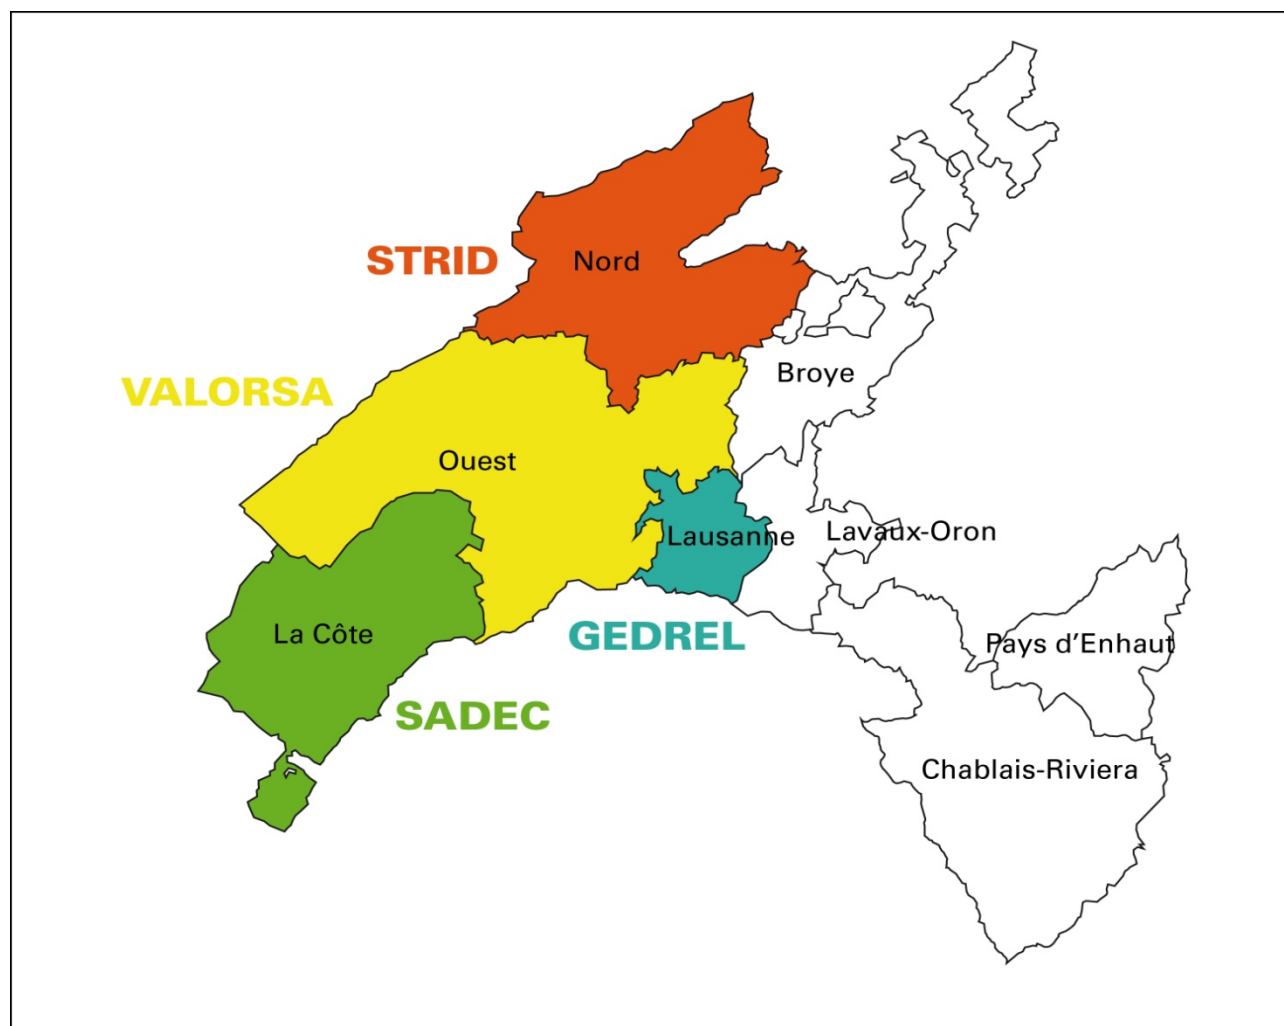 STRID
Nord
VALORSA
Broye
Ouest
Lausanne
Lavaux-Oron
La Côte
GEDREL
Pays d'Enhaut
SADEC
Chablais-Riviera